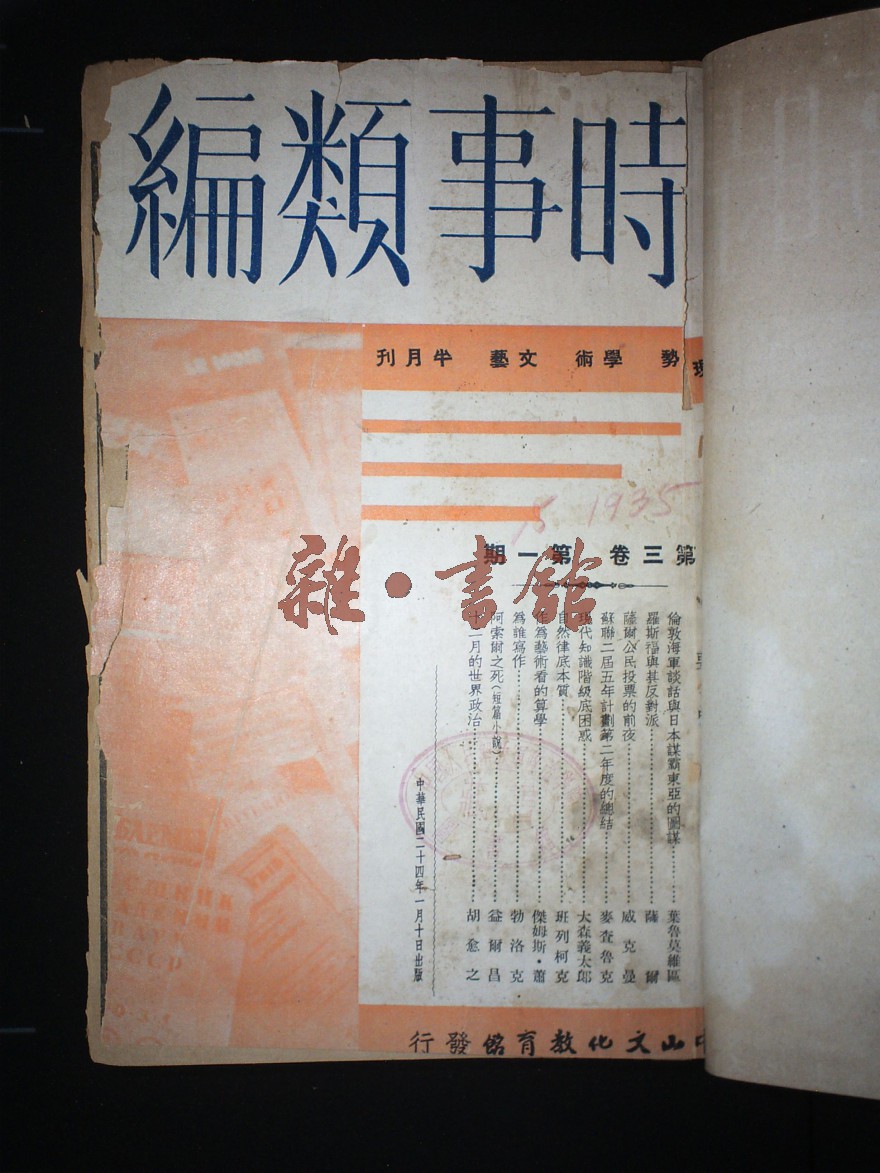 時事類編
勢 學術 文藝 半月刊
15 1935
第三卷 第一期
倫敦海軍談話與日本謀霸東亞的圖謀……葉魯莫維區
羅斯福與其反對派……薩爾
薩爾公民投票的前夜……威克曼
蘇聯二屆五年計劃第二年度的總結……麥查魯克
現代知識階級底困惑……大森義太郎
自然律底本質……班列柯克
作為藝術看的算學……傑姆斯·蕭
為誰寫作……勃洛克
阿索爾之死(短篇小說)……益爾昌
十二月的世界政治……胡愈之
中華民國二十四年一月十日出版
中山文化教育館發行
雜·書館